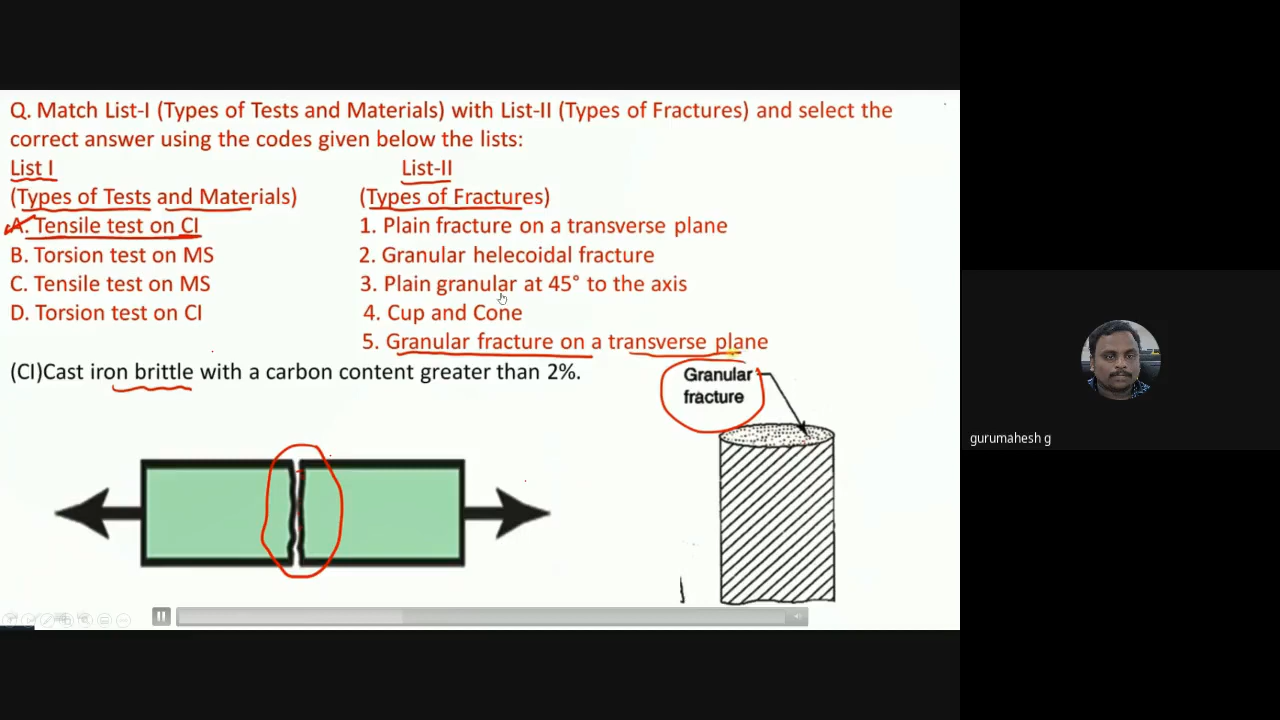 Q. Match List-I (Types of Tests and Materials) with List-II (Types of Fractures) and select the
correct answer using the codes given below the lists:
List I List-II
(Types of Tests and Materials) (Types of Fractures)
A. Tensile test on CI 1. Plain fracture on a transverse plane
B. Torsion test on MS 2. Granular helecoidal fracture
C. Tensile test on MS 3. Plain granular at 45° to the axis
D. Torsion test on CI 4. Cup and Cone
5. Granular fracture on a transverse plane
(CI)Cast iron brittle with a carbon content greater than 2%.
Granular
fracture
gurumahesh g